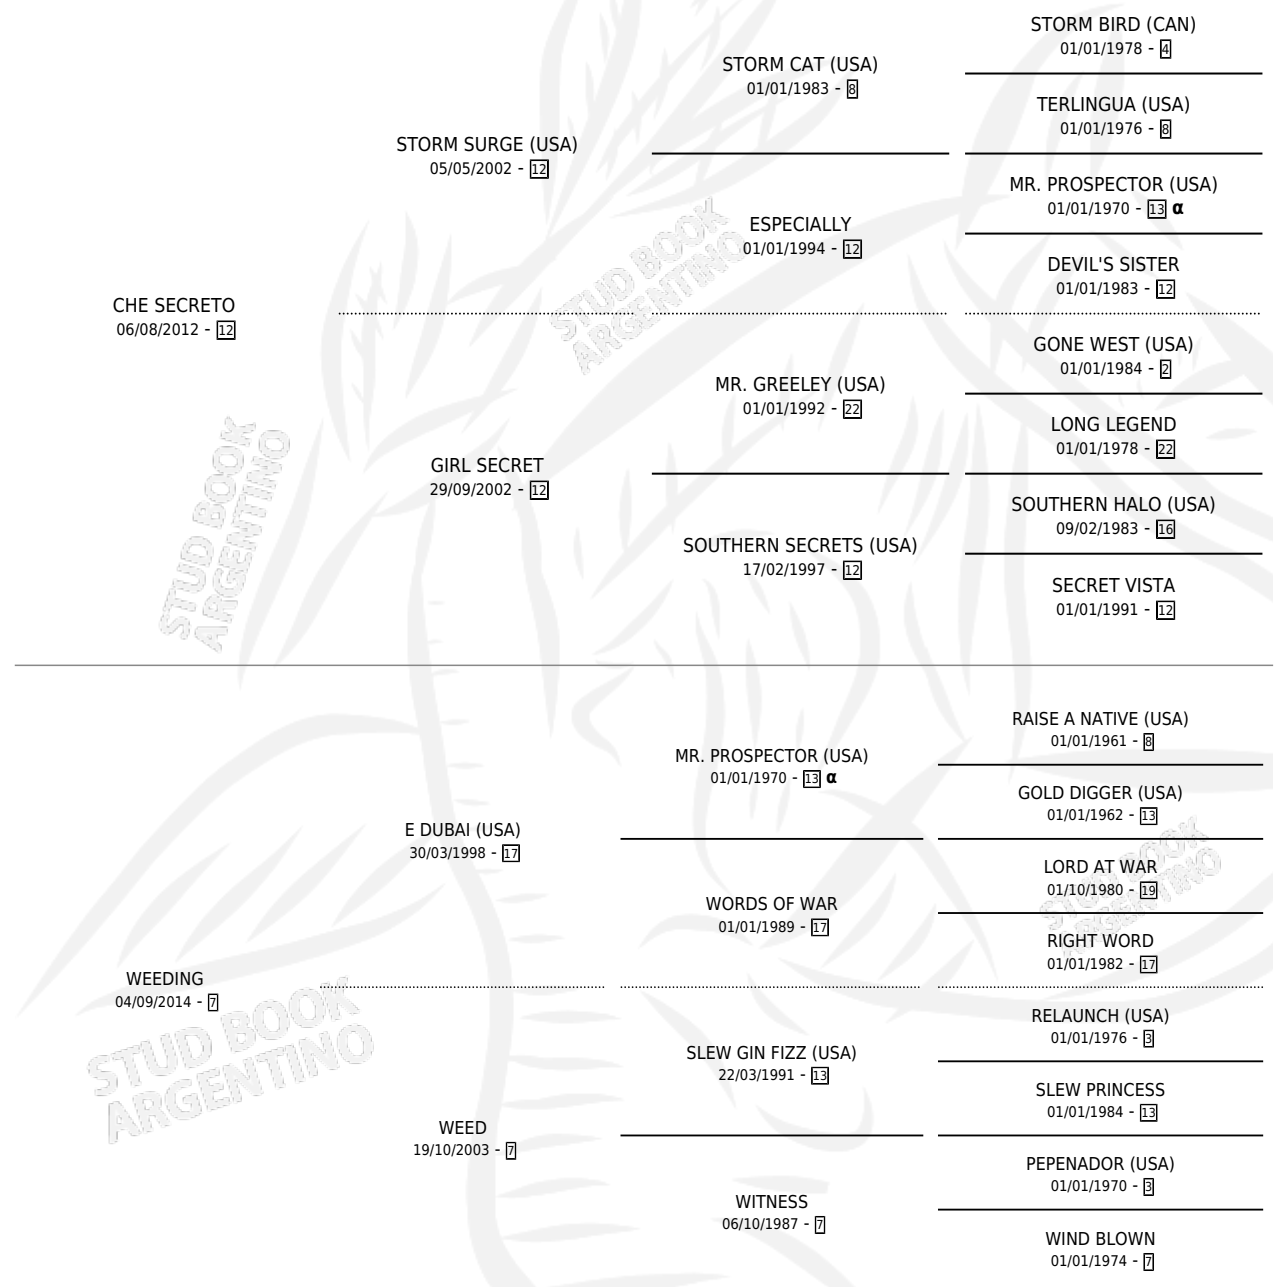 STORM BIRD (CAN)
01/01/1978 - 4
STORM CAT (USA)
01/01/1983 - 8
TERLINGUA (USA)
01/01/1976 - 8
STORM SURGE (USA)
05/05/2002 - 12
MR. PROSPECTOR (USA)
01/01/1970 - 13 α
ESPECIALLY
01/01/1994 - 12
DEVIL'S SISTER
01/01/1983 - 12
CHE SECRETO
06/08/2012 - 12
GONE WEST (USA)
01/01/1984 - 2
MR. GREELEY (USA)
01/01/1992 - 22
LONG LEGEND
01/01/1978 - 22
GIRL SECRET
29/09/2002 - 12
SOUTHERN HALO (USA)
09/02/1983 - 16
SOUTHERN SECRETS (USA)
17/02/1997 - 12
SECRET VISTA
01/01/1991 - 12
STUD BOOK
ARGENTINO
STUD BOOK
ARGENTINO
RAISE A NATIVE (USA)
01/01/1961 - 8
MR. PROSPECTOR (USA)
01/01/1970 - 13 α
GOLD DIGGER (USA)
01/01/1962 - 13
E DUBAI (USA)
30/03/1998 - 17
LORD AT WAR
01/10/1980 - 19
WORDS OF WAR
01/01/1989 - 17
RIGHT WORD
01/01/1982 - 17
WEEDING
04/09/2014 - 7
RELAUNCH (USA)
01/01/1976 - 3
SLEW GIN FIZZ (USA)
22/03/1991 - 13
SLEW PRINCESS
01/01/1984 - 13
WEED
19/10/2003 - 7
PEPENADOR (USA)
01/01/1970 - 3
WITNESS
06/10/1987 - 7
WIND BLOWN
01/01/1974 - 7
STUD BOOK
ARGENTINO
STUD BOOK
ARGENTINO